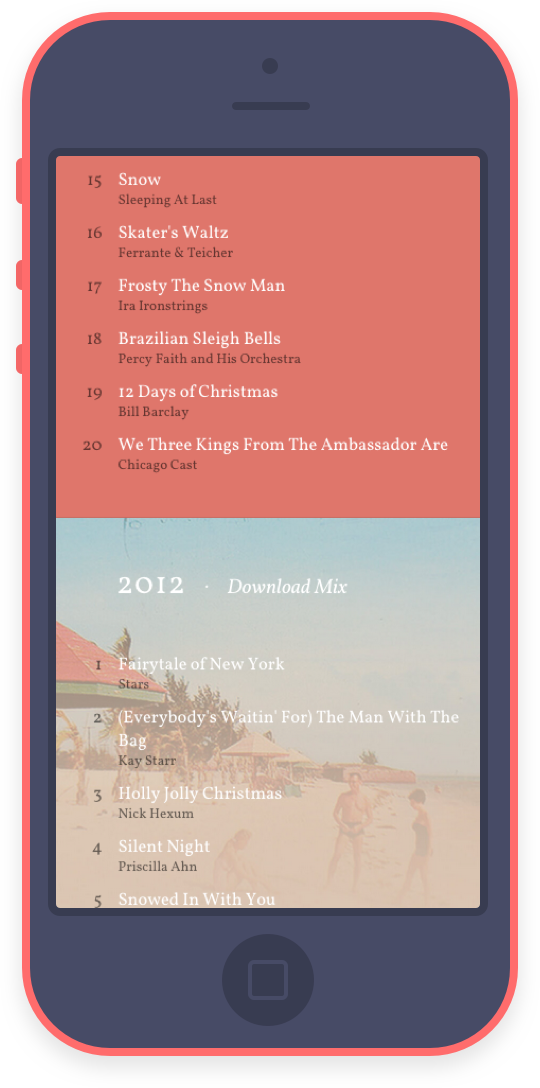 15 Snow
Sleeping At Last
16 Skater's Waltz
Ferrante & Teicher
17 Frosty The Snow Man
Ira Ironstrings
18 Brazilian Sleigh Bells
Percy Faith and His Orchestra
19 12 Days of Christmas
Bill Barclay
20 We Three Kings From The Ambassador Are
Chicago Cast
2012 · Download Mix
1 Fairytale of New York
Stars
2 (Everybody's Waitin' For) The Man With The
Bag
Kay Starr
3 Holly Jolly Christmas
Nick Hexum
4 Silent Night
Priscilla Ahn
5 Snowed In With You